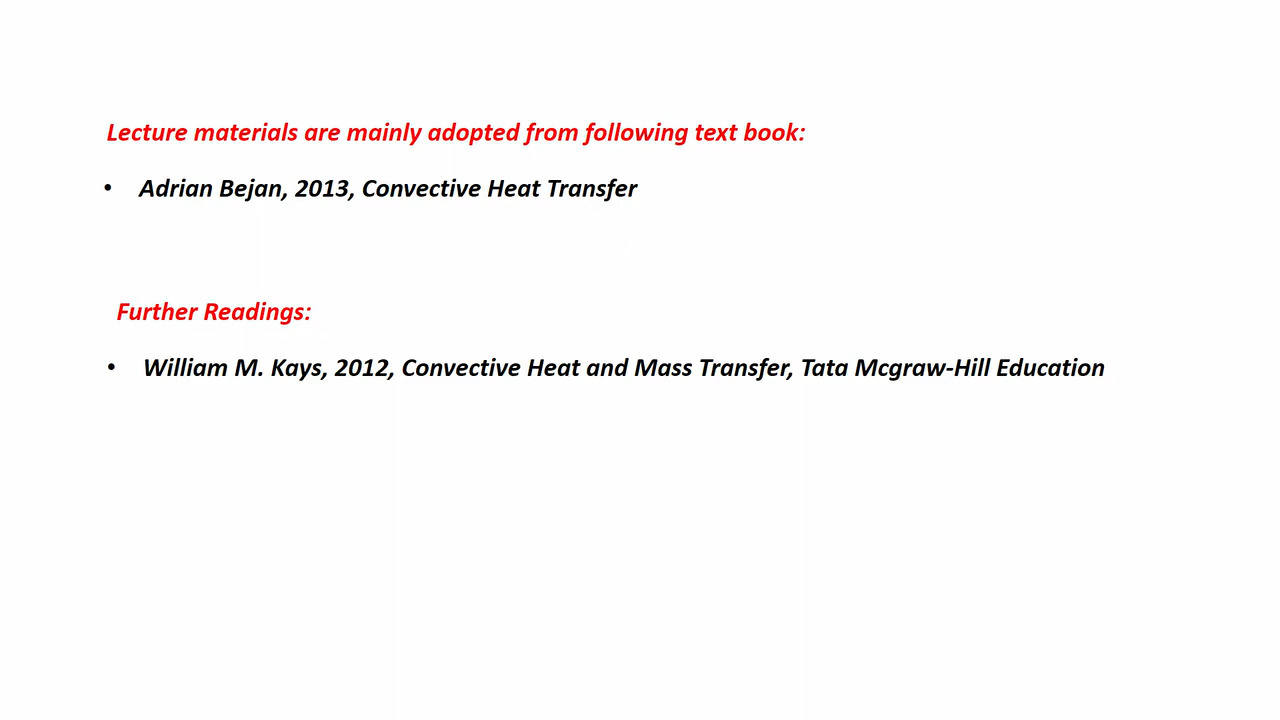 Lecture materials are mainly adopted from following text book:
• Adrian Bejan, 2013, Convective Heat Transfer
Further Readings:
• William M. Kays, 2012, Convective Heat and Mass Transfer, Tata Mcgraw-Hill Education